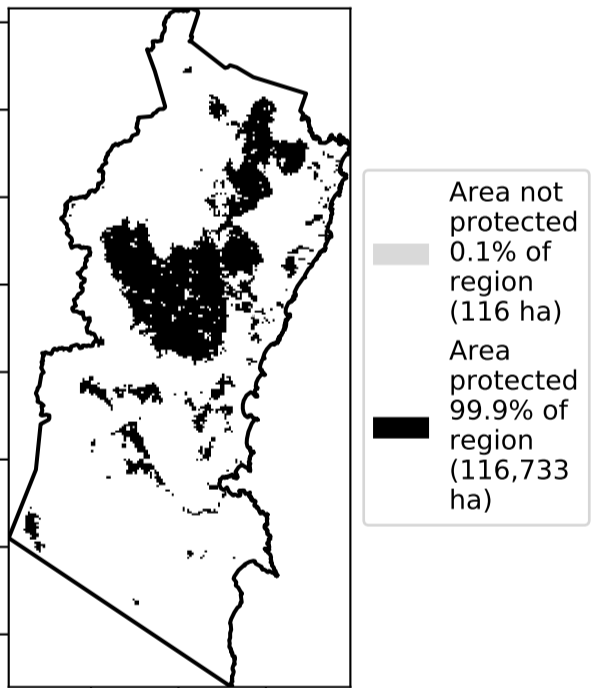 Area not
protected
0.1% of
region
(116 ha)
Area
protected
99.9% of
region
(116,733
ha)